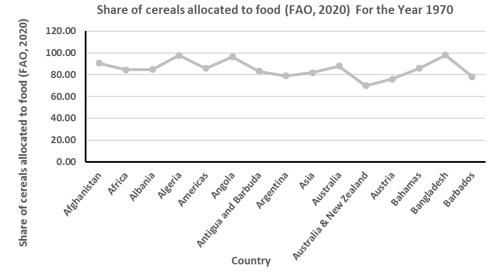 Share of cereals allocated to food (FAO, 2020)  For the Year 1970
Share of cereals allocated to food (FAO, 2020)
120.00
100.00
80.00
60.00
40.00
20.00
0.00
Afghanistan
Africa
Albania
Algeria
Americas
Angola
Antigua and Barbuda
Argentina
Asia
Australia
Australia & New Zealand
Austria
Bahamas
Bangladesh
Barbados
Country